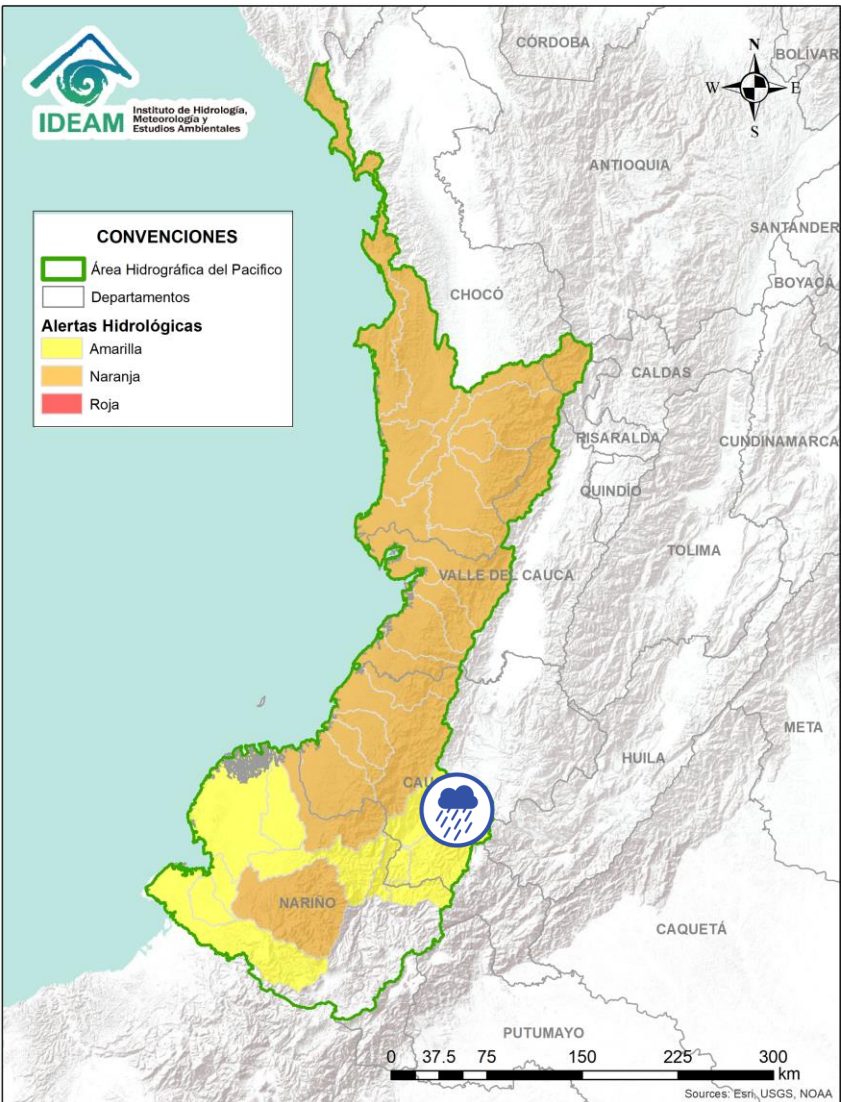 IDEAM
Instituto de Hidrología,
Meteorología y
Estudios Ambientales
CÓRDOBA
BOLIVAR
N
W
E
S
ANTIOQUIA
SANTANDER
BOYACÁ
CONVENCIONES
Área Hidrográfica del Pacifico
Departamentos
Alertas Hidrológicas
Amarilla
Naranja
Roja
CHOCÓ
CALDAS
RISARALDA
CUNDINAMARCA
QUINDÍO
TOLIMA
VALLE DEL CAUCA
META
HUILA
CAU
NARIÑO
CAQUETÁ
PUTUMAYO
0 37.5 75 150 225 300
km
Sources: Esri, USGS, NOAA